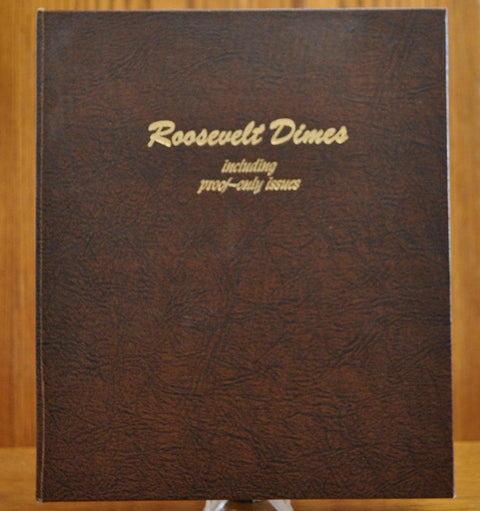 Roosevelt Dimes
including
proof-only issues